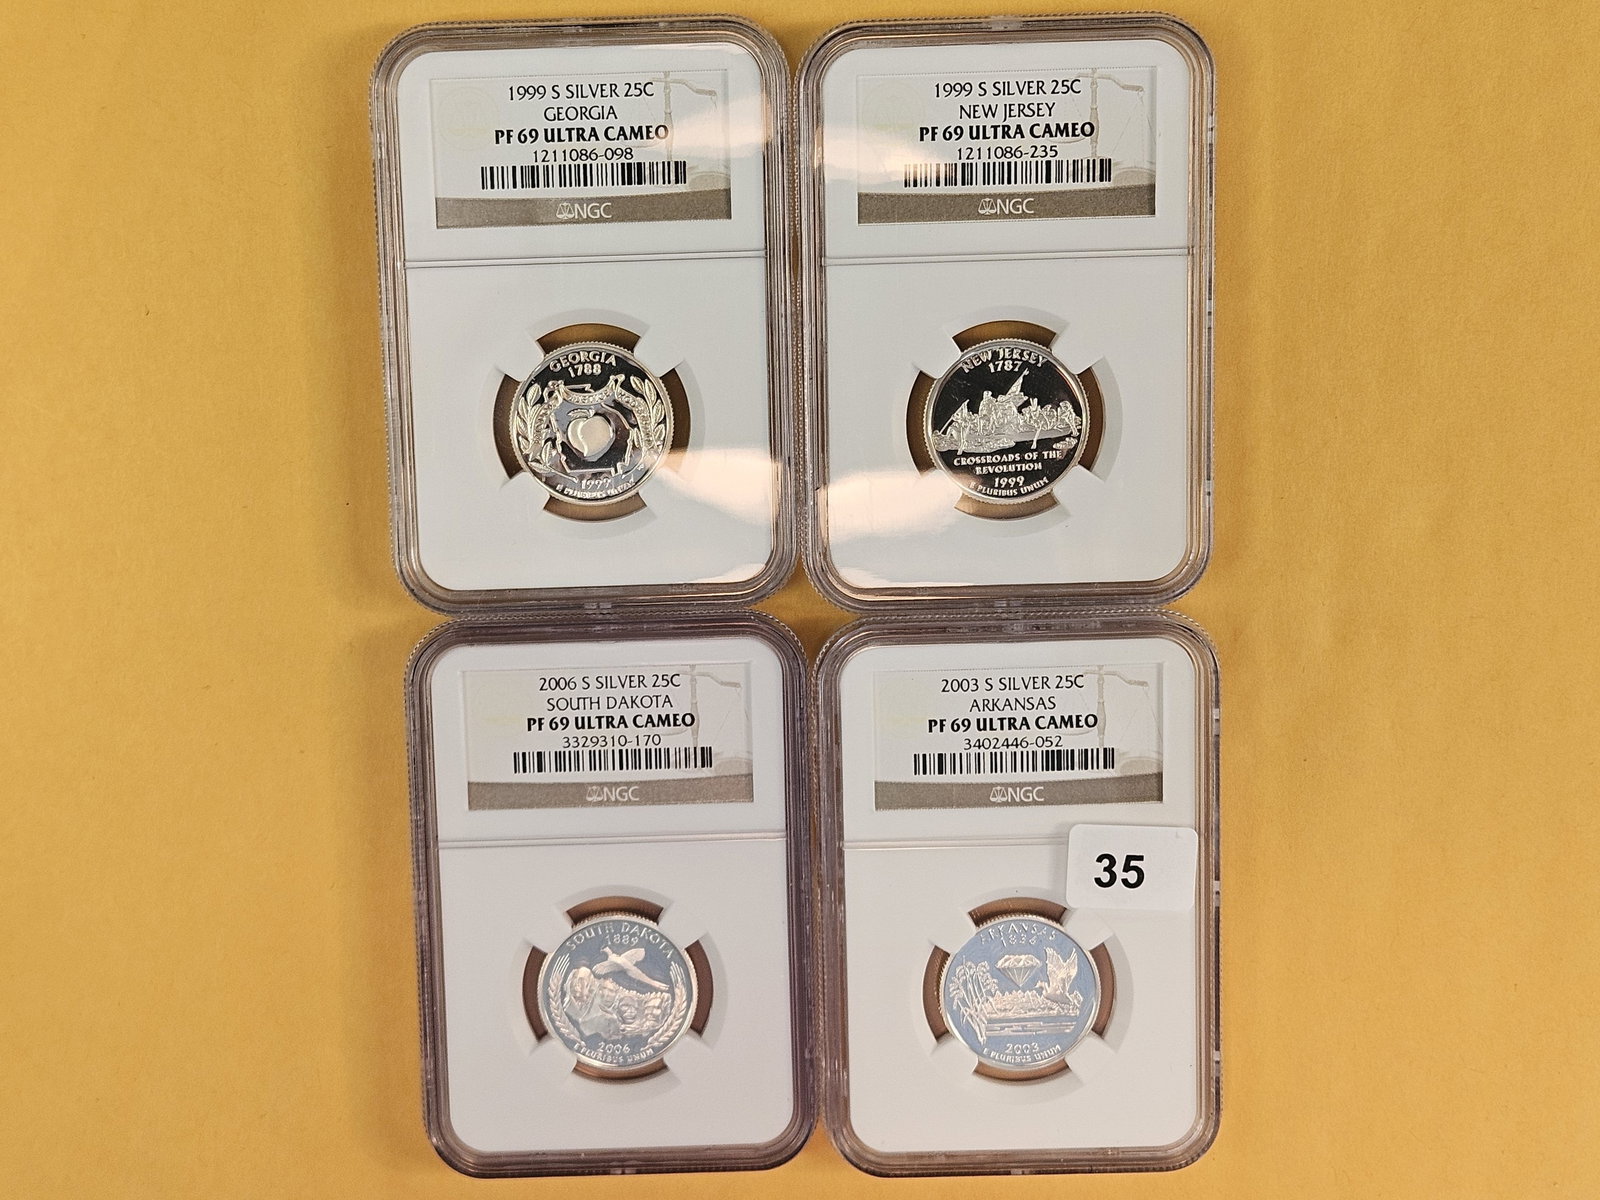 1999 S SILVER 25C
GEORGIA
PF 69 ULTRA CAMEO
1211086-098
NGC
GEORGIA
1788
1999
E PLURIBUS UNUM
1999 S SILVER 25C
NEW JERSEY
PF 69 ULTRA CAMEO
1211086-235
NGC
NEW JERSEY
1787
CROSSROADS OF THE
REVOLUTION
1999
E PLURIBUS UNUM
2006 S SILVER 25C
SOUTH DAKOTA
PF 69 ULTRA CAMEO
3329310-170
NGC
SOUTH DAKOTA
1889
2006
E PLURIBUS UNUM
2003 S SILVER 25C
ARKANSAS
PF 69 ULTRA CAMEO
3402446-052
NGC
35
ARKANSAS
1836
2003
E PLURIBUS UNUM